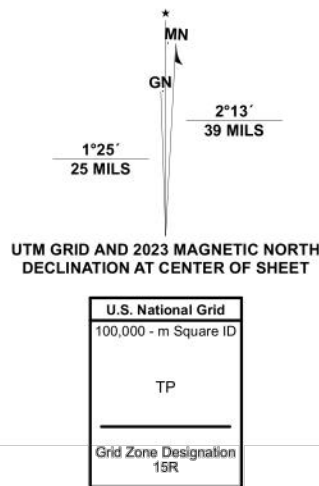 ★
MN
GN
2°13´
39 MILS
1°25´
25 MILS
UTM GRID AND 2023 MAGNETIC NORTH
DECLINATION AT CENTER OF SHEET
U.S. National Grid
100,000 - m Square ID
TP
Grid Zone Designation
15R